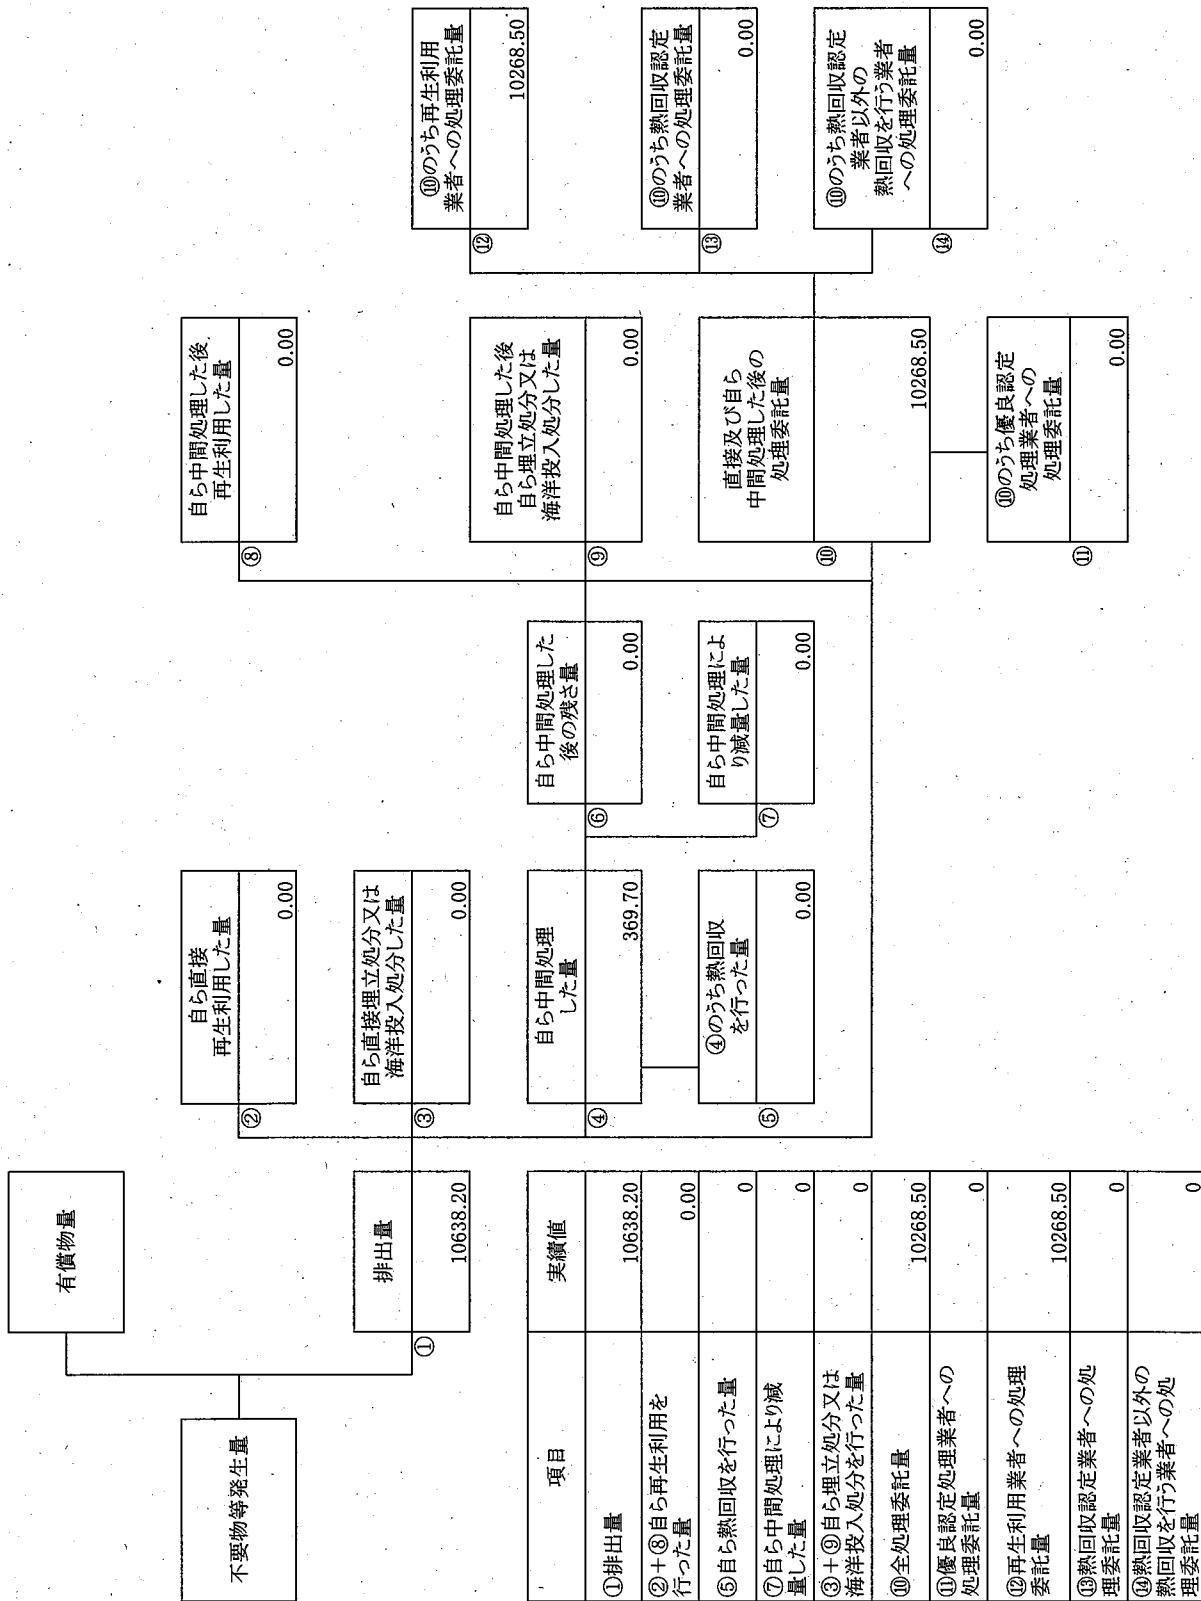 不要物等発生量
有償物量
①
排出量
10638.20
②
自ら直接
再生利用した量
0.00
③
自ら直接埋立処分又は
海洋投入処分した量
0.00
④
自ら中間処理
した量
369.70
⑤
④のうち熱回収
を行った量
0.00
⑥
自ら中間処理した
後の残さ量
0.00
⑦
自ら中間処理によ
り減量した量
0.00
⑧
自ら中間処理した後
再生利用した量
0.00
⑨
自ら中間処理した後
自ら埋立処分又は
海洋投入処分した量
0.00
⑩
直接及び自ら
中間処理した後の
処理委託量
10268.50
⑪
⑩のうち優良認定
処理業者への
処理委託量
0.00
⑫
⑩のうち再生利用
業者への処理委託量
10268.50
⑬
⑩のうち熱回収認定
業者への処理委託量
0.00
⑭
⑩のうち熱回収認定
業者以外の
熱回収を行う業者
への処理委託量
0.00
項目 実績値
①排出量 10638.20
②+⑧自ら再生利用を
行った量 0.00
⑤自ら熱回収を行った量 0
⑦自ら中間処理により減
量した量 0
③+⑨自ら埋立処分又は
海洋投入処分を行った量 0
⑩全処理委託量 10268.50
⑪優良認定処理業者への
処理委託量 0
⑫再生利用業者への処理
委託量 10268.50
⑬熱回収認定業者への処
理委託量 0
⑭熱回収認定業者以外の
熱回収を行う業者への処
理委託量 0